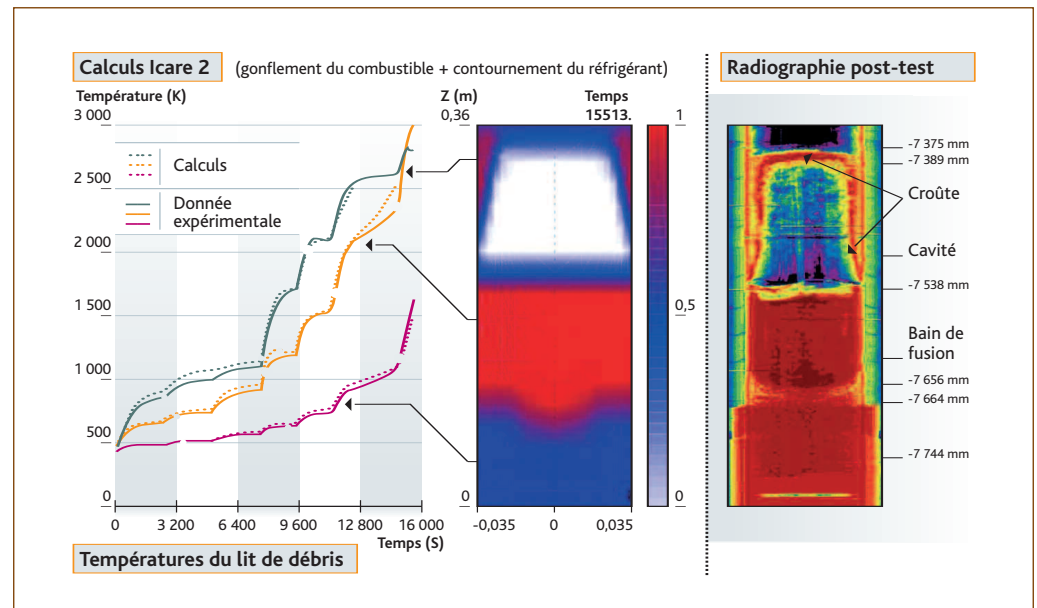 Calculs Icare 2 (gonflement du combustible + contournement du réfrigérant)
Température (K)
3 000
2 500
2 000
1 500
1 000
500
0
Calculs
Donnée
expérimentale
0 3 200 6 400 9 600 12 800 16 000
Temps (S)
Températures du lit de débris
Z (m) Temps
0,36 15513.
0
-0,035 0 0,035
1
0,5
0
Radiographie post-test
-7 375 mm
-7 389 mm
Croûte
Cavité
-7 538 mm
Bain de
fusion
-7 656 mm
-7 664 mm
-7 744 mm